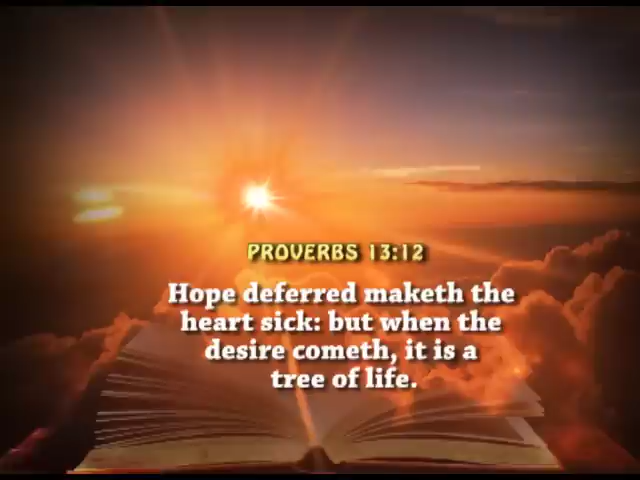 PROVERBS 13:12
Hope deferred maketh the
heart sick: but when the
desire cometh, it is a
tree of life.